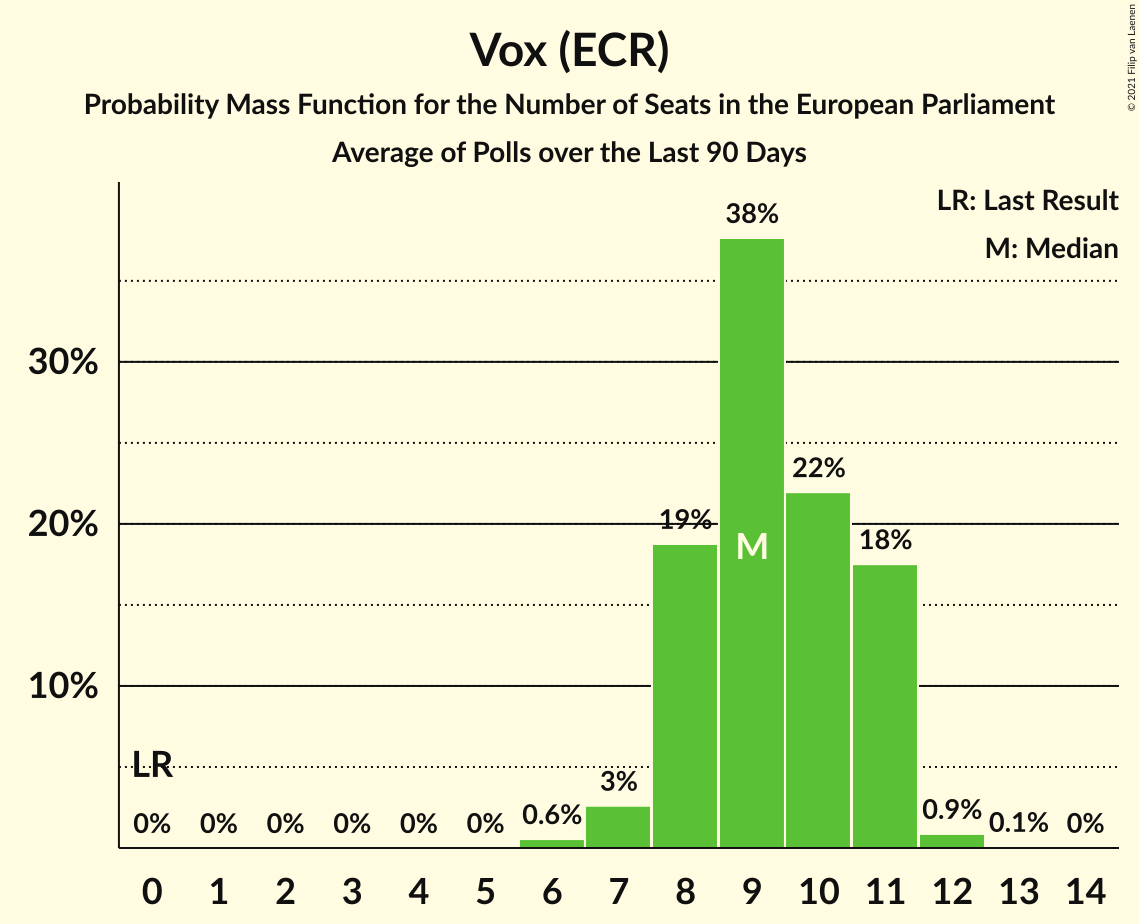 Vox (ECR)
Probability Mass Function for the Number of Seats in the European Parliament
Average of Polls over the Last 90 Days
© 2021 Filip van Laenen
LR: Last Result
M: Median
38%
30%
22%
20%
19%
18%
M
10%
LR
3%
0% 0% 0% 0% 0% 0% 0.6% 0.9% 0.1% 0%
0 1 2 3 4 5 6 7 8 9 10 11 12 13 14